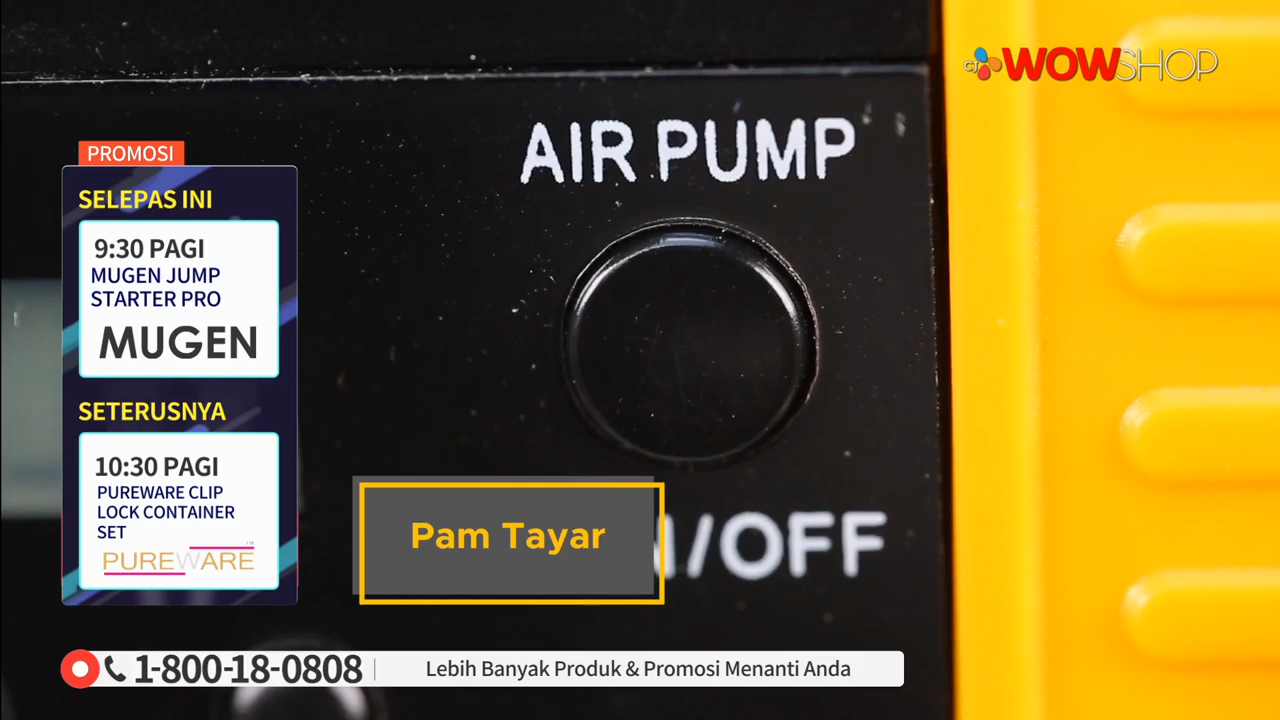 CJ WOWSHOP
AIR PUMP
PROMOSI
SELEPAS INI
9:30 PAGI
MUGEN JUMP
STARTER PRO
MUGEN
SETERUSNYA
10:30 PAGI
PUREWARE CLIP
LOCK CONTAINER
SET
PUREWARE
Pam Tayar
/OFF
1-800-18-0808
Lebih Banyak Produk & Promosi Menanti Anda